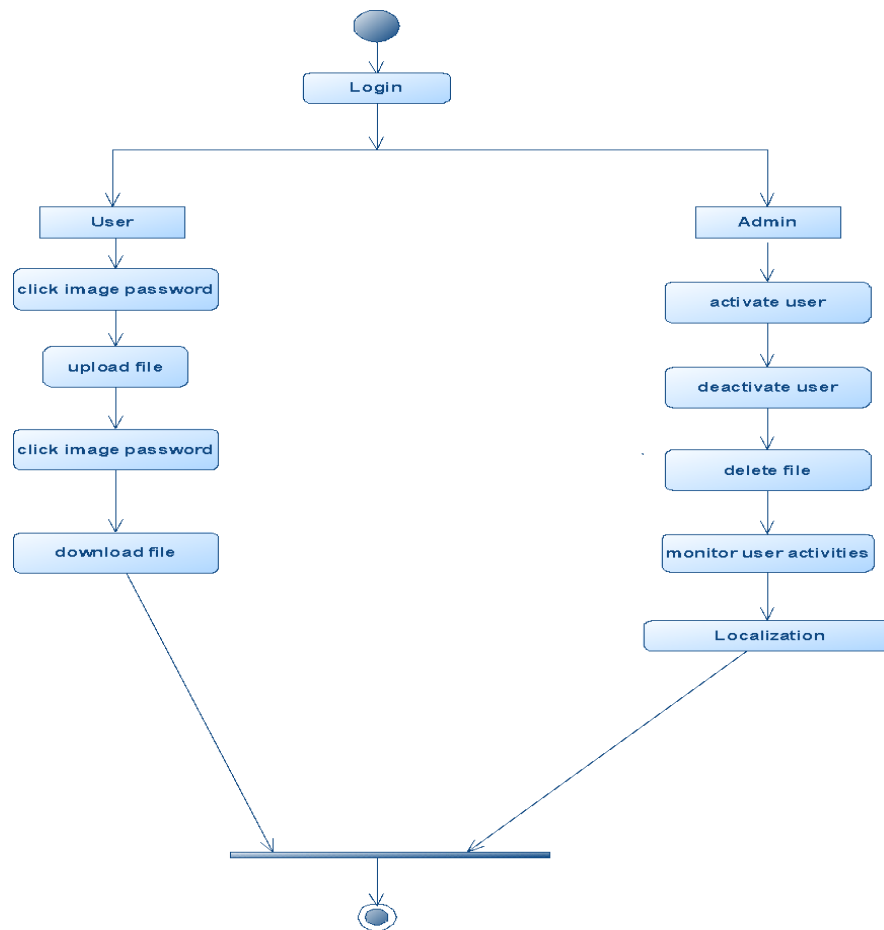 Login
User
click image password
upload file
click image password
download file
Admin
activate user
deactivate user
delete file
monitor user activities
Localization